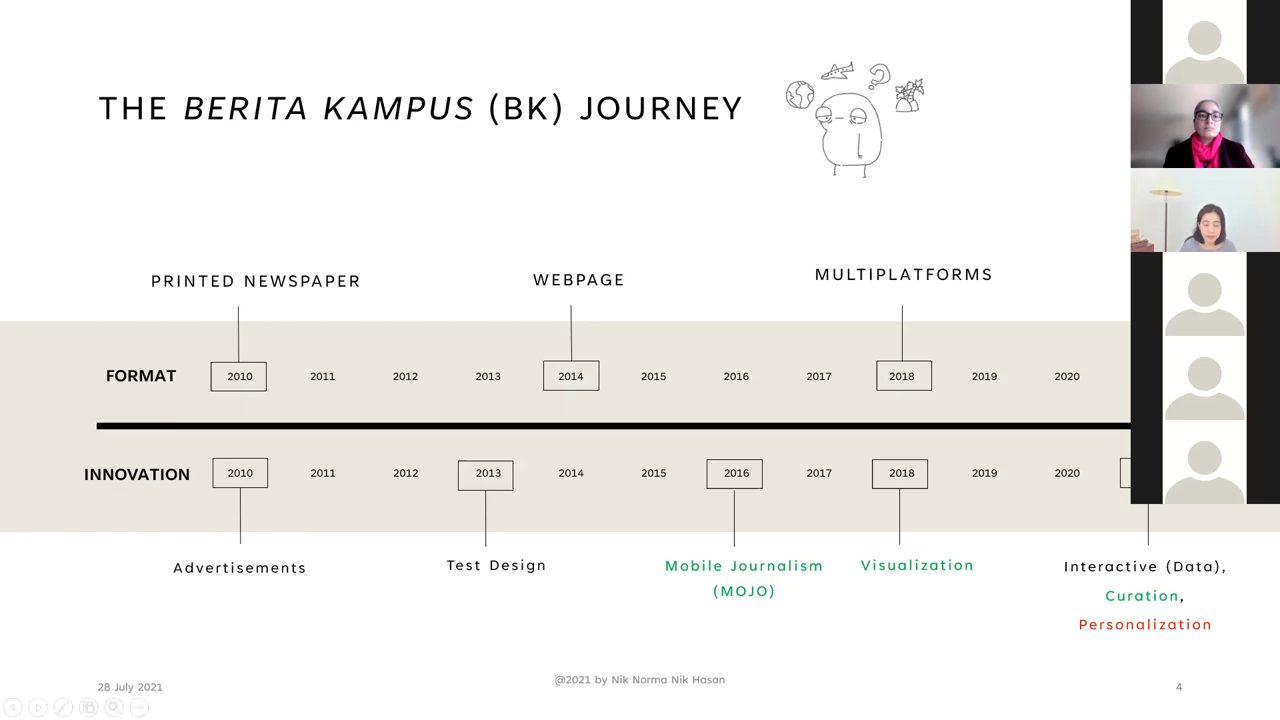 THE BERITA KAMPUS (BK) JOURNEY
PRINTED NEWSPAPER
WEBPAGE
MULTIPLATFORMS
FORMAT 2010 2011 2012 2013 2014 2015 2016 2017 2018 2019 2020
INNOVATION 2010 2011 2012 2013 2014 2015 2016 2017 2018 2019 2020
Advertisements
Test Design
Mobile Journalism
(MOJO)
Visualization
Interactive (Data),
Curation,
Personalization
28 July 2021
@2021 by Nik Norma Nik Hasan
4